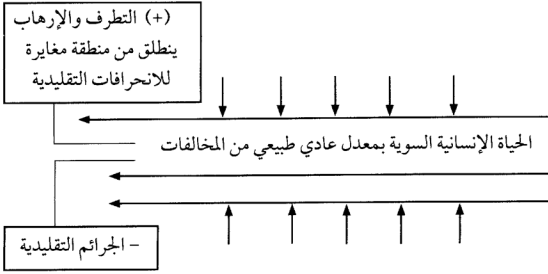 (+) التطرف والإرهاب
ينطلق من منطقة مغايرة
للانحرافات التقليدية
الحياة الإنسانية السوية بمعدل عادي طبيعي من المخالفات
– الجرائم التقليدية